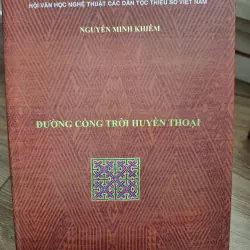 HỘI VĂN HỌC NGHỆ THUẬT CÁC DÂN TỘC THIỂU SỐ VIỆT NAM
NGUYỄN MINH KHIÊM
ĐƯỜNG CỔNG TRỜI HUYỀN THOẠI